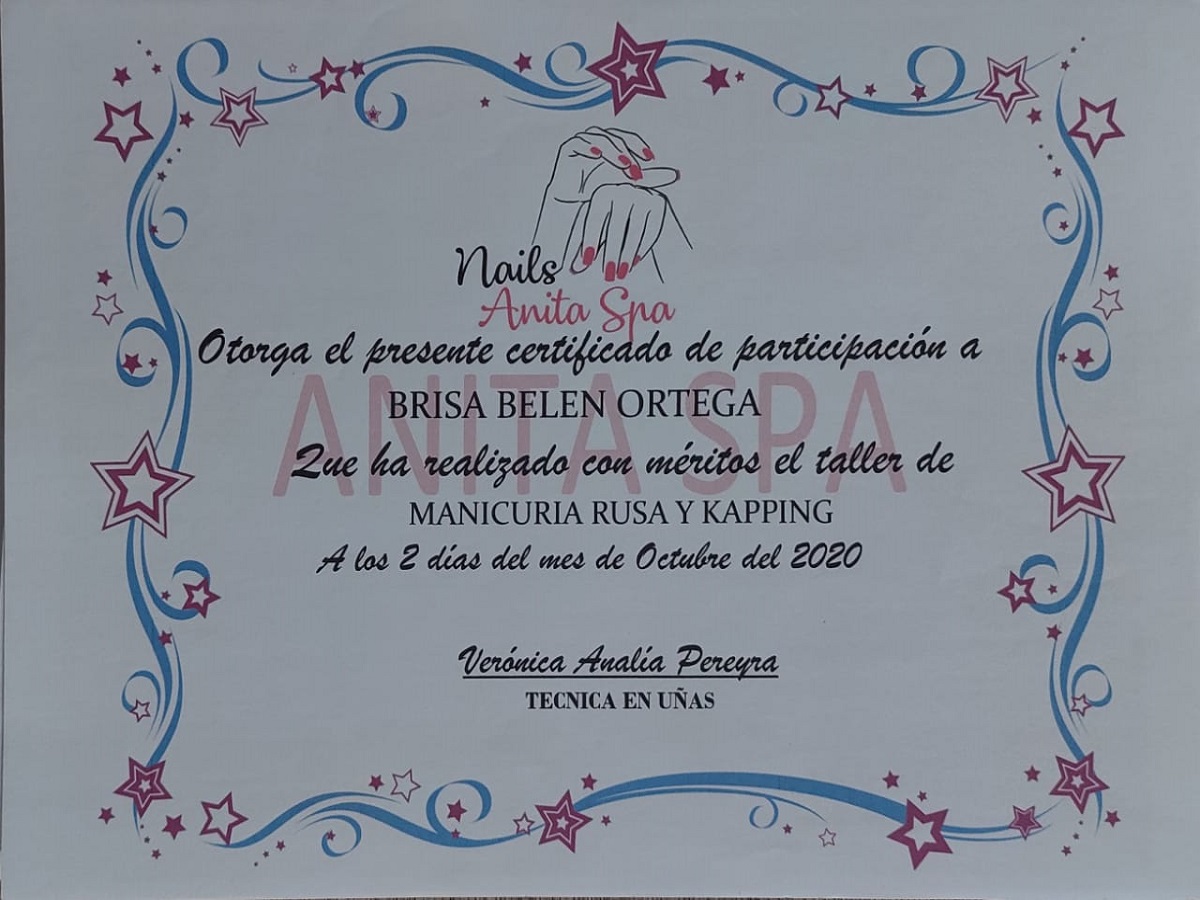 Nails
Anita Spa
Otorga el presente certificado de participación a
ANITA SPA
BRISA BELEN ORTEGA
Que ha realizado con méritos el taller de
MANICURIA RUSA Y KAPPING
A los 2 días del mes de Octubre del 2020
Verónica Analía Pereyra
TECNICA EN UÑAS